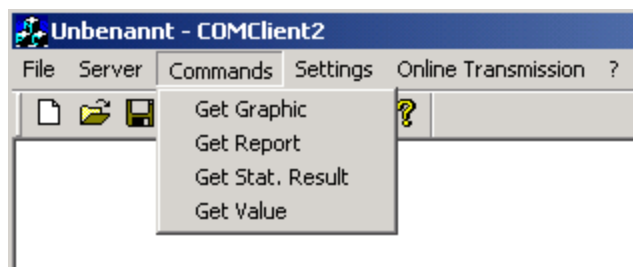 Unbenannt - COMClient2
File Server Commands Settings Online Transmission ?
Get Graphic
Get Report
Get Stat. Result
Get Value